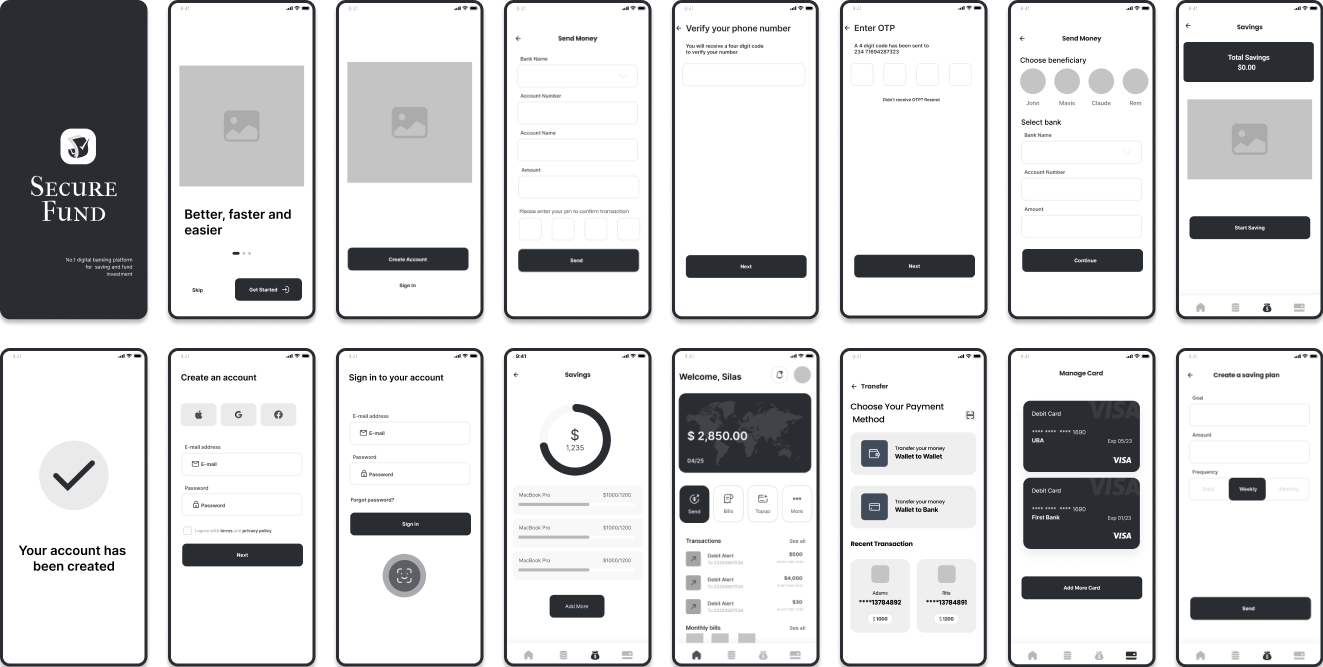 SECURE
FUND
No.1 digital banking platform
for saving and fund
investment
9:41
Better, faster and
easier
Skip
Get Started
9:41
Create Account
Sign in
9:41
Send Money
Bank Name
Account Number
Account Name
Amount
Please enter your pin to confirm transaction
Send
9:41
Verify your phone number
You will receive a four digit code
to verify your number
Next
9:41
Enter OTP
A 4 digit code has been sent to
234 71694287323
Didn't receive OTP? Resend
Next
9:41
Send Money
Choose beneficiary
John Mavis Claude Rem
Select bank
Bank Name
Account Number
Amount
Continue
9:41
Savings
Total Savings
$0.00
Start Saving
9:41
Your account has
been created
9:41
Create an account
G
E-mail address
E-mail
Password
Password
I agree with terms and privacy policy
Next
9:41
Sign in to your account
E-mail address
E-mail
Password
Password
Forgot password?
Sign in
9:41
Savings
$
1,235
MacBook Pro $1000/1200
MacBook Pro $1000/1200
MacBook Pro $1000/1200
Add More
9:41
Welcome, Silas
$ 2,850.00
04/25
Send Bills Topup More
Transactions See all
Debit Alert $500
Debit Alert $4,000
Debit Alert $30
Monthly bills See all
9:41
Transfer
Choose Your Payment
Method
Transfer your money
Wallet to Wallet
Transfer your money
Wallet to Bank
Recent Transaction
Adams Rita
****13784892 ****13784891
$ 1000 $ 1200
9:41
Manage Card
VISA
Debit Card
**** **** **** 1690
UBA Exp 05/23
VISA
VISA
Debit Card
**** **** **** 1690
First Bank Exp 01/23
VISA
Add More Card
9:41
Create a saving plan
Goal
Amount
Frequency
Daily Weekly Monthly
Send